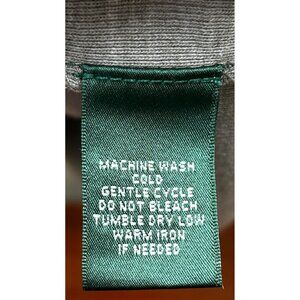 MACHINE WASH
COLD
GENTLE CYCLE
DO NOT BLEACH
TUMBLE DRY LOW
WARM IRON
IF NEEDED